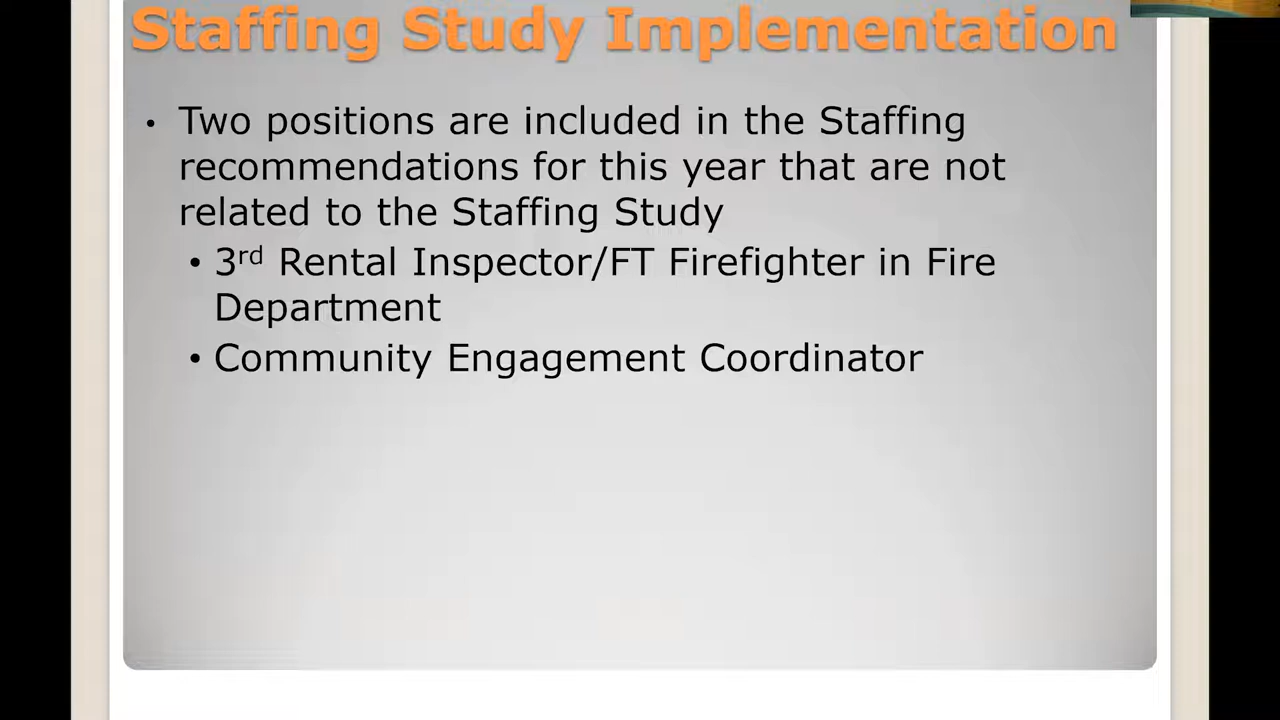 Staffing Study Implementation
• Two positions are included in the Staffing
recommendations for this year that are not
related to the Staffing Study
• 3rd Rental Inspector/FT Firefighter in Fire
Department
• Community Engagement Coordinator